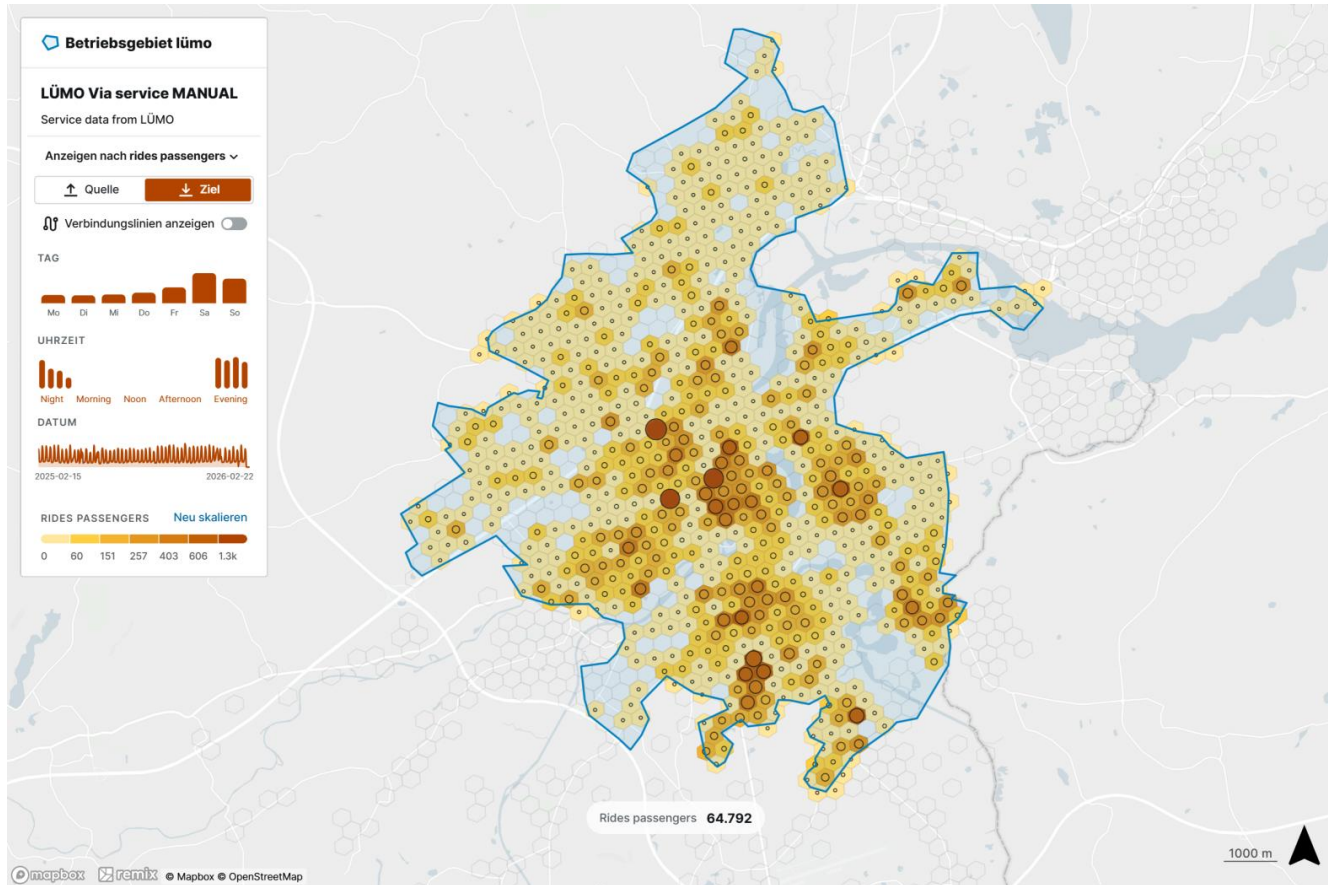 Betriebsgebiet lümo
LÜMO Via service MANUAL
Service data from LÜMO
Anzeigen nach rides passengers
Quelle Ziel
Verbindungslinien anzeigen
TAG
Mo Di Mi Do Fr Sa So
UHRZEIT
Night Morning Noon Afternoon Evening
DATUM
2025-02-15 2026-02-22
RIDES PASSENGERS Neu skalieren
0 60 151 257 403 606 1.3k
Rides passengers 64.792
1000 m
mapbox remix © Mapbox © OpenStreetMap